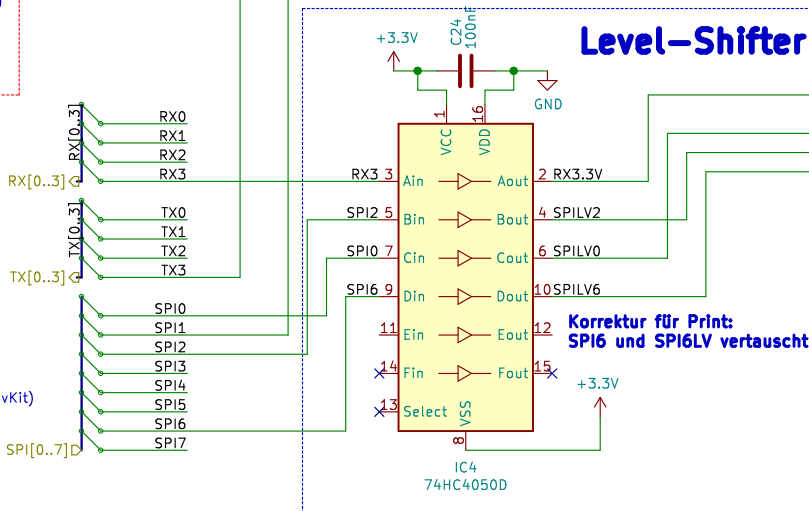 C24
100nF
+3.3V
Level-Shifter
GND
1
16
VCC
VDD
RX[0..3]
RX0
RX1
RX2
RX3
RX[0..3]
RX3 3 Ain Aout 2 RX3.3V
TX[0..3]
TX0
TX1
TX2
TX3
TX[0..3]
SPI2 5 Bin Bout 4 SPILV2
SPI0 7 Cin Cout 6 SPILV0
SPI6 9 Din Dout 10 SPILV6
11 Ein Eout 12
14 Fin Fout 15
13 Select
VSS
8
SPI0
SPI1
SPI2
SPI3
SPI4
SPI5
SPI6
SPI7
SPI[0..7]
vKit)
Korrektur für Print:
SPI6 und SPI6LV vertauscht
+3.3V
IC4
74HC4050D